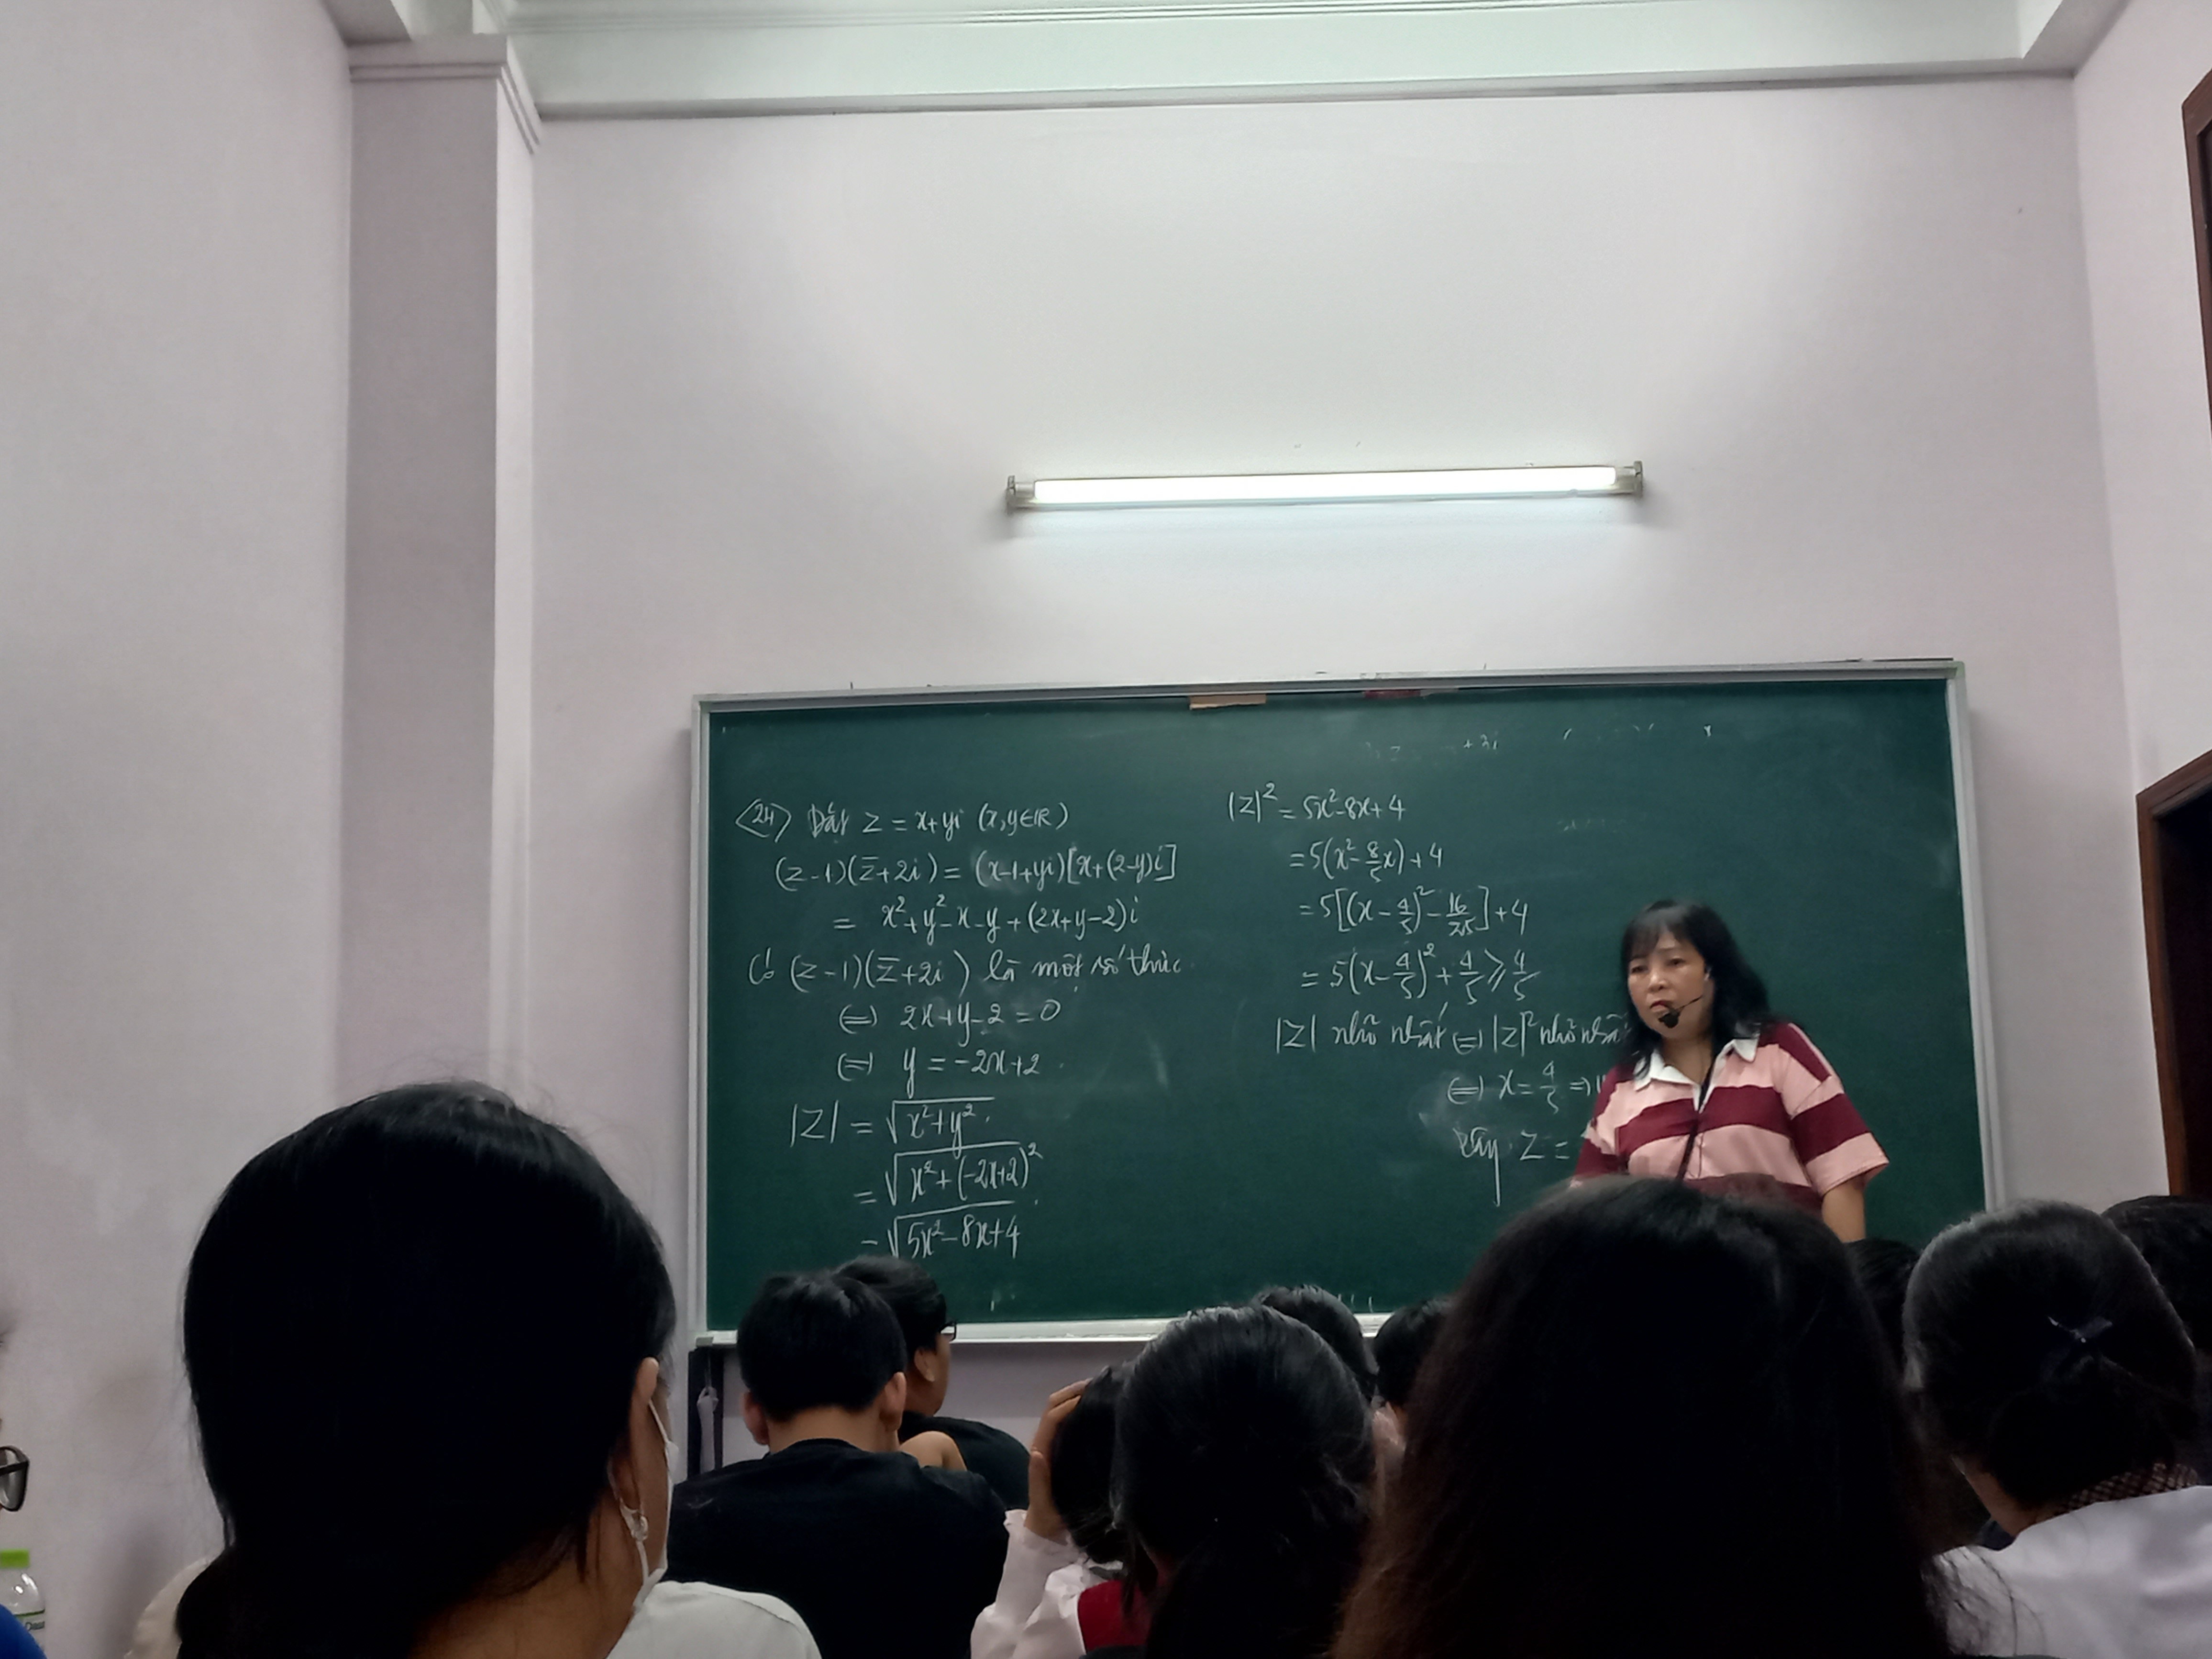 24 Đặt z = x+yi (x,y∈ℝ)
(z-1)(z̄+2i) = (x-1+yi)[x+(2-y)i]
= x²+y²-x-y+(2x+y-2)i
Có (z-1)(z̄+2i) là một số thực
⇔ 2x+y-2=0
⇔ y = -2x+2
|z| = √(x²+y²)
= √(x²+(-2x+2)²)
= √(5x²-8x+4)
|z|² = 5x²-8x+4
= 5(x²-8/5x)+4
= 5[(x-4/5)²-16/25]+4
= 5(x-4/5)²+4/5 ≥ 4/5
|z| nhỏ nhất ⇔ |z|² nhỏ nhấ
⇔ x = 4/5 ⇒
Vậy z =